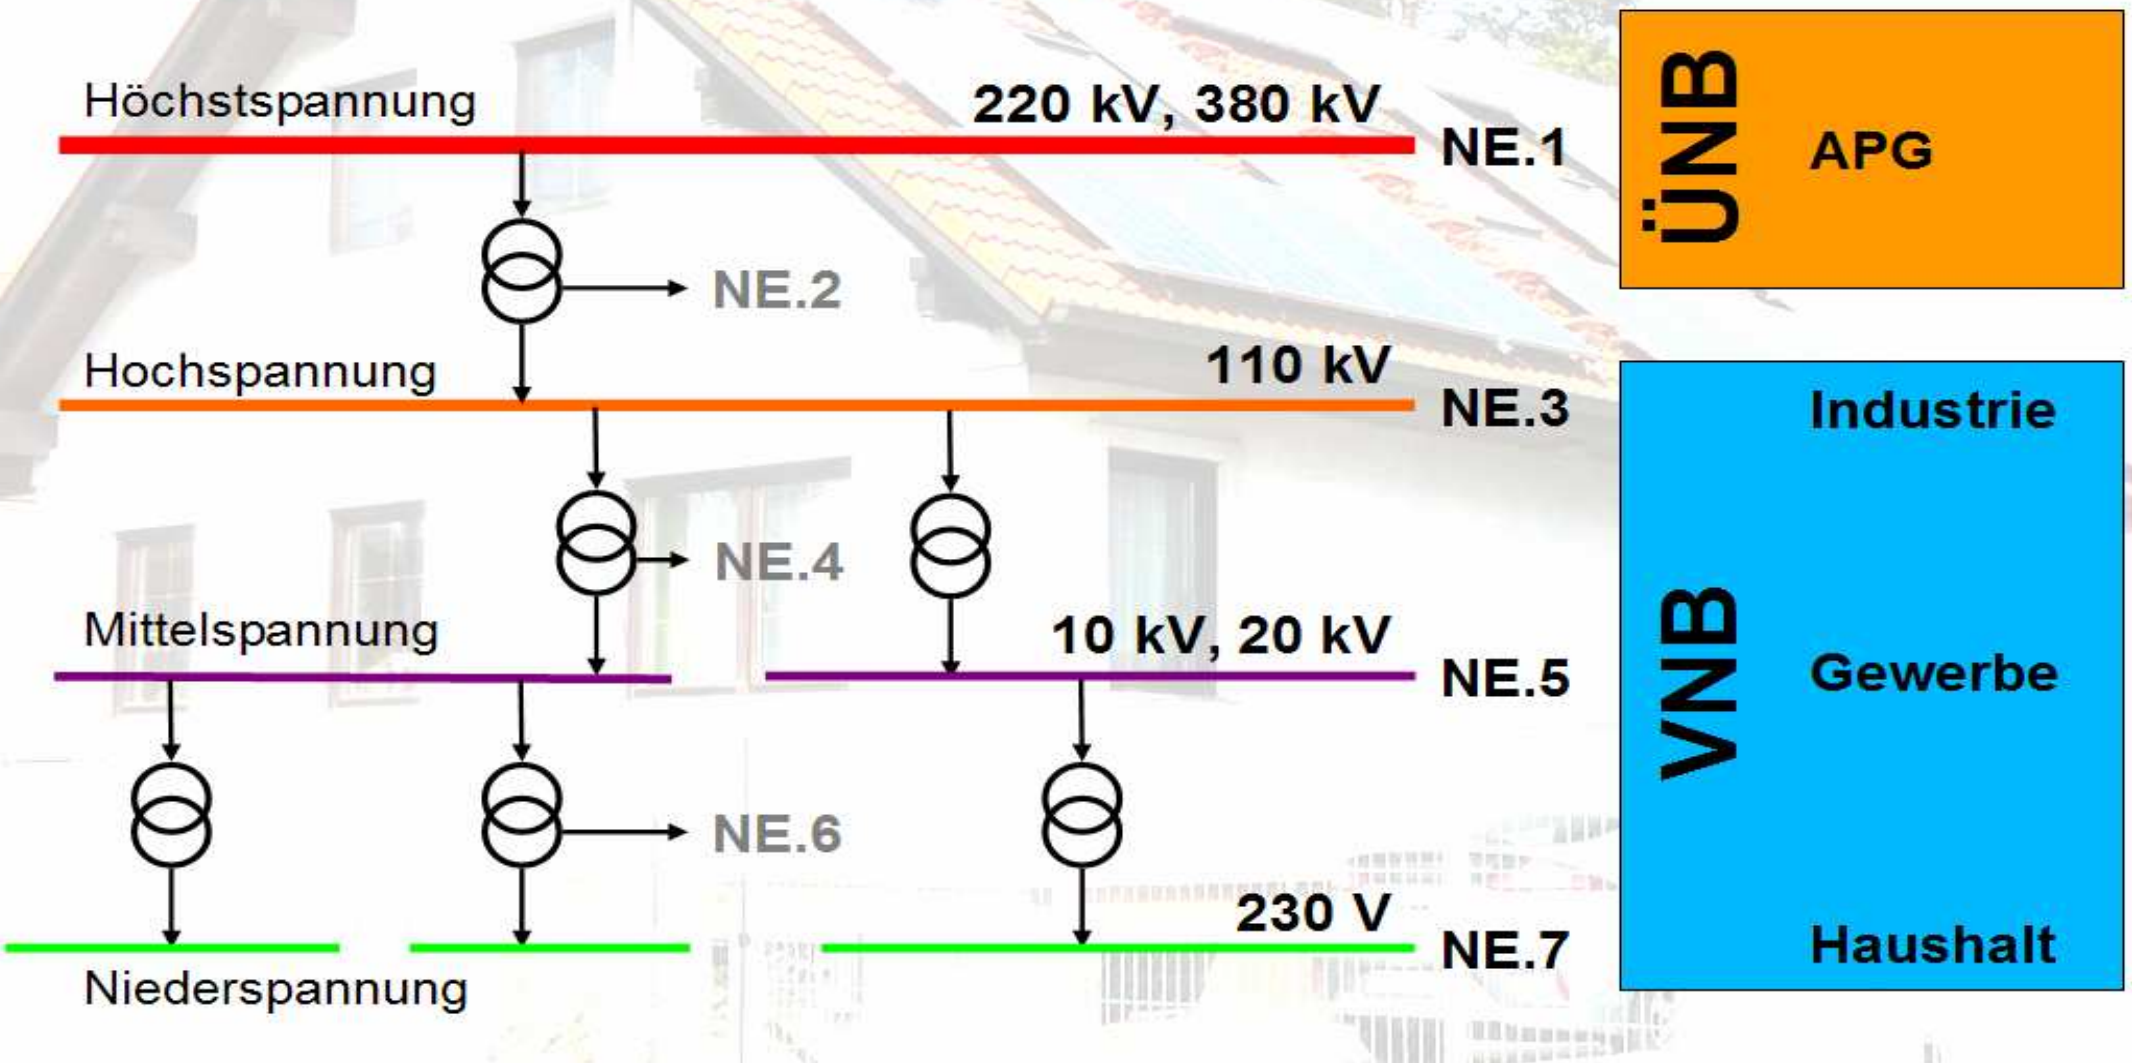 Höchstspannung
220 kV, 380 kV
NE.1
ÜNB
APG
NE.2
Hochspannung
110 kV
NE.3
Industrie
NE.4
Mittelspannung
10 kV, 20 kV
NE.5
VNB
Gewerbe
NE.6
230 V
NE.7
Haushalt
Niederspannung